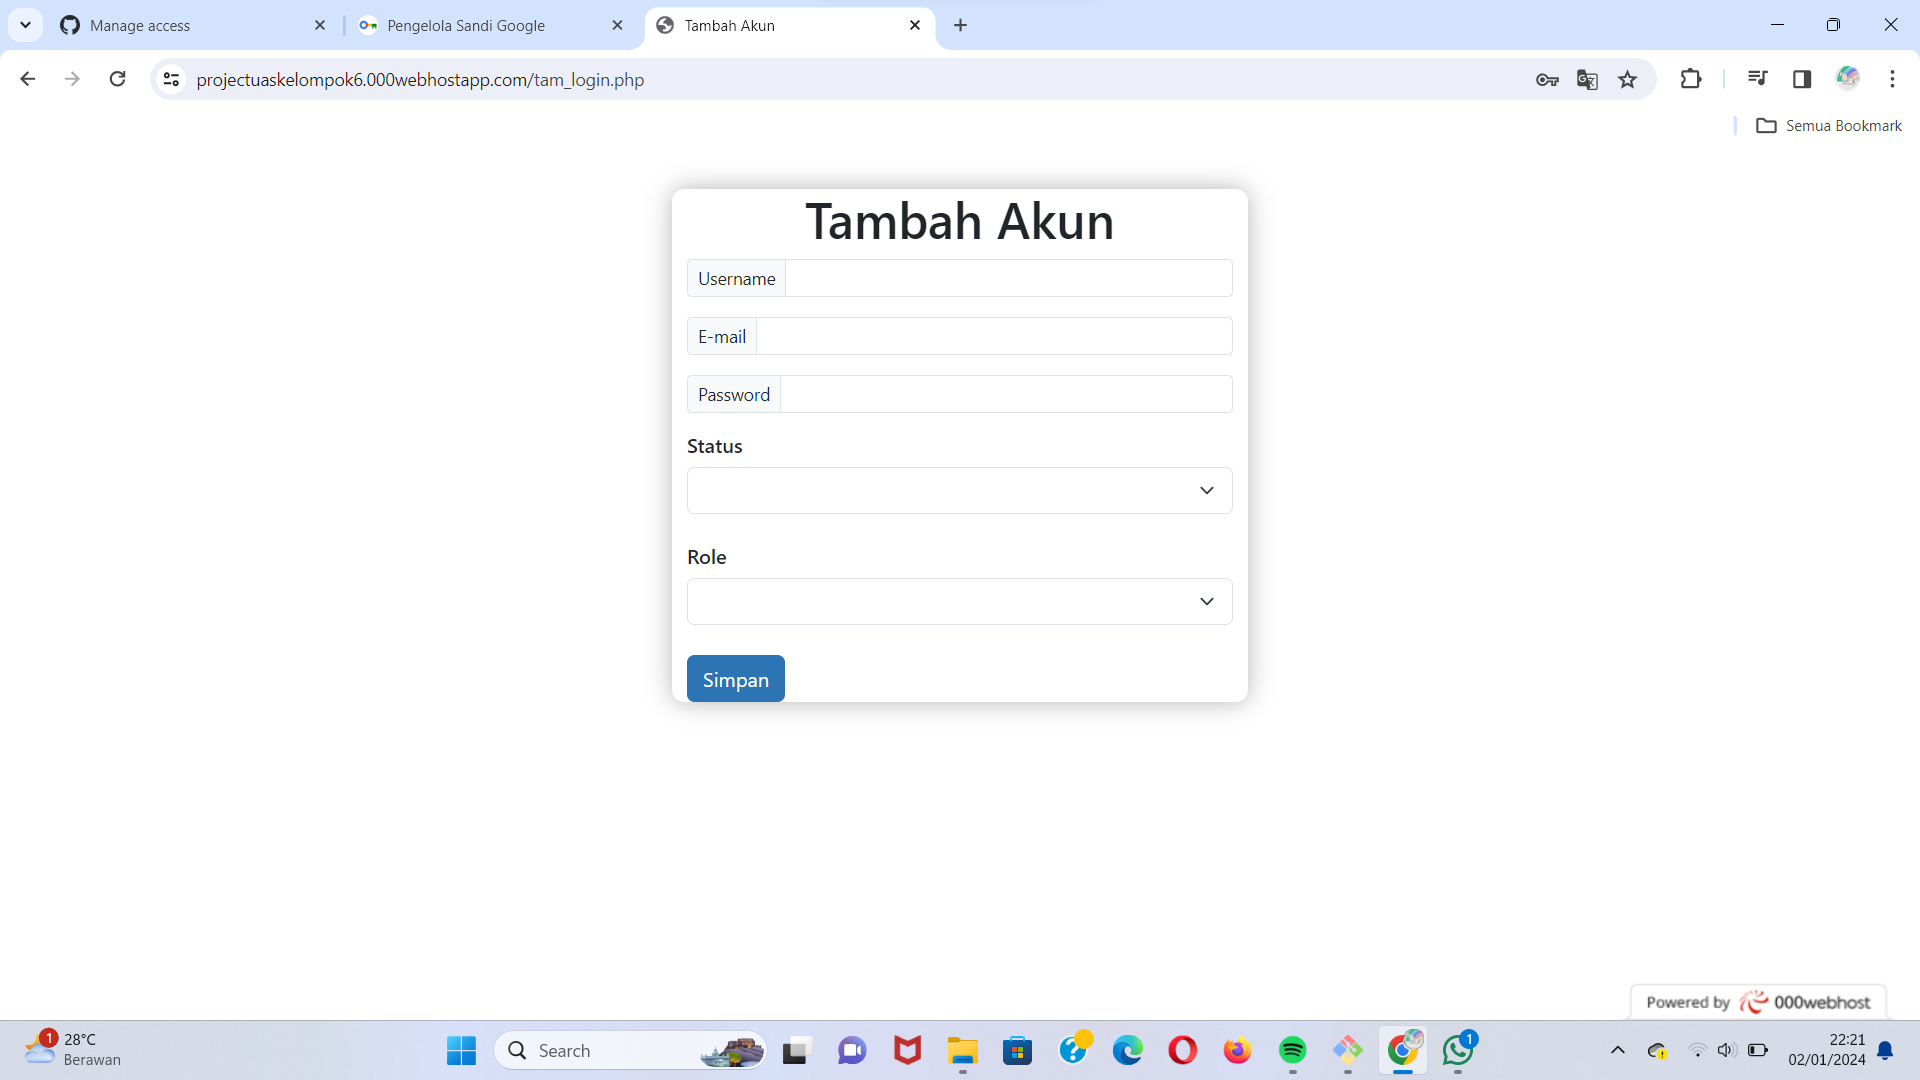 Manage access
Pengelola Sandi Google
Tambah Akun
projectuaskelompok6.000webhostapp.com/tam_login.php
Semua Bookmark
Tambah Akun
Username
E-mail
Password
Status
Role
Simpan
Powered by 000webhost
1
28°C
Berawan
Search
1
22:21
02/01/2024